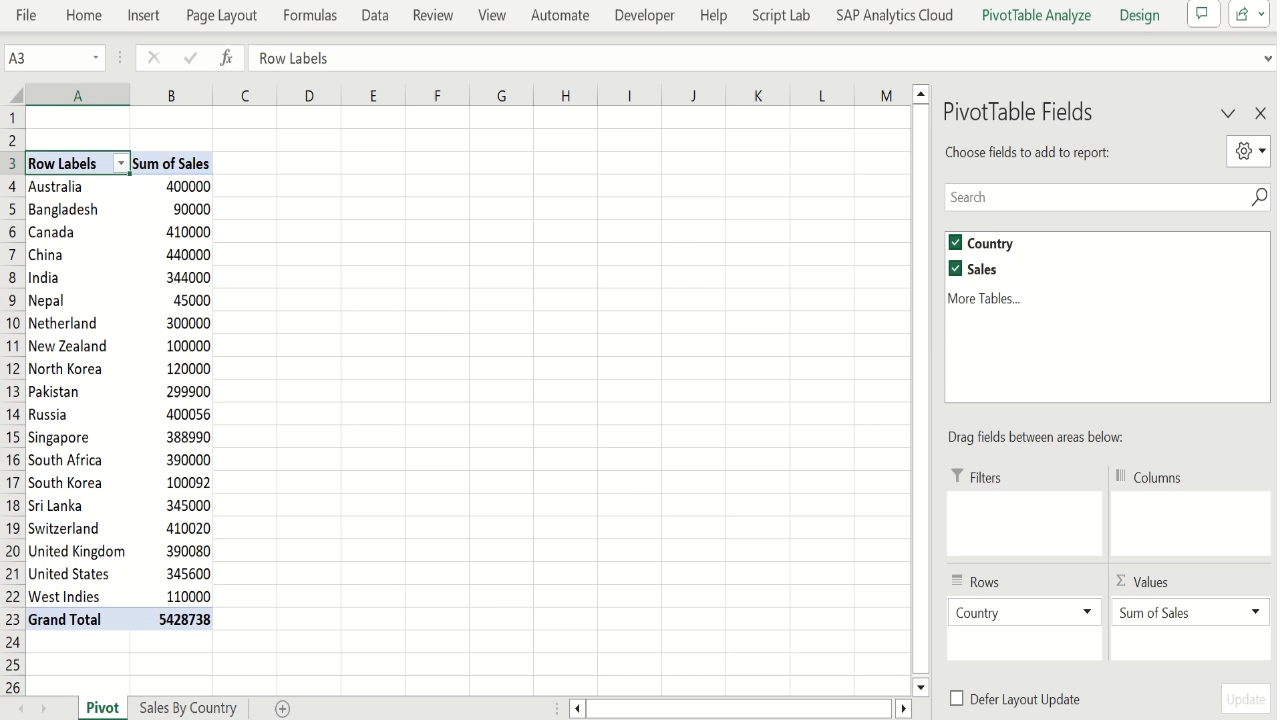 File Home Insert Page Layout Formulas Data Review View Automate Developer Help Script Lab SAP Analytics Cloud PivotTable Analyze Design
A3 fx Row Labels
A B C D E F G H I J K L M
1
2
3 Row Labels Sum of Sales
4 Australia 400000
5 Bangladesh 90000
6 Canada 410000
7 China 440000
8 India 344000
9 Nepal 45000
10 Netherland 300000
11 New Zealand 100000
12 North Korea 120000
13 Pakistan 299900
14 Russia 400056
15 Singapore 388990
16 South Africa 390000
17 South Korea 100092
18 Sri Lanka 345000
19 Switzerland 410020
20 United Kingdom 390080
21 United States 345600
22 West Indies 110000
23 Grand Total 5428738
24
25
26
Pivot Sales By Country
PivotTable Fields
Choose fields to add to report:
Search
Country
Sales
More Tables...
Drag fields between areas below:
Filters Columns
Rows Σ Values
Country Sum of Sales
Defer Layout Update Update